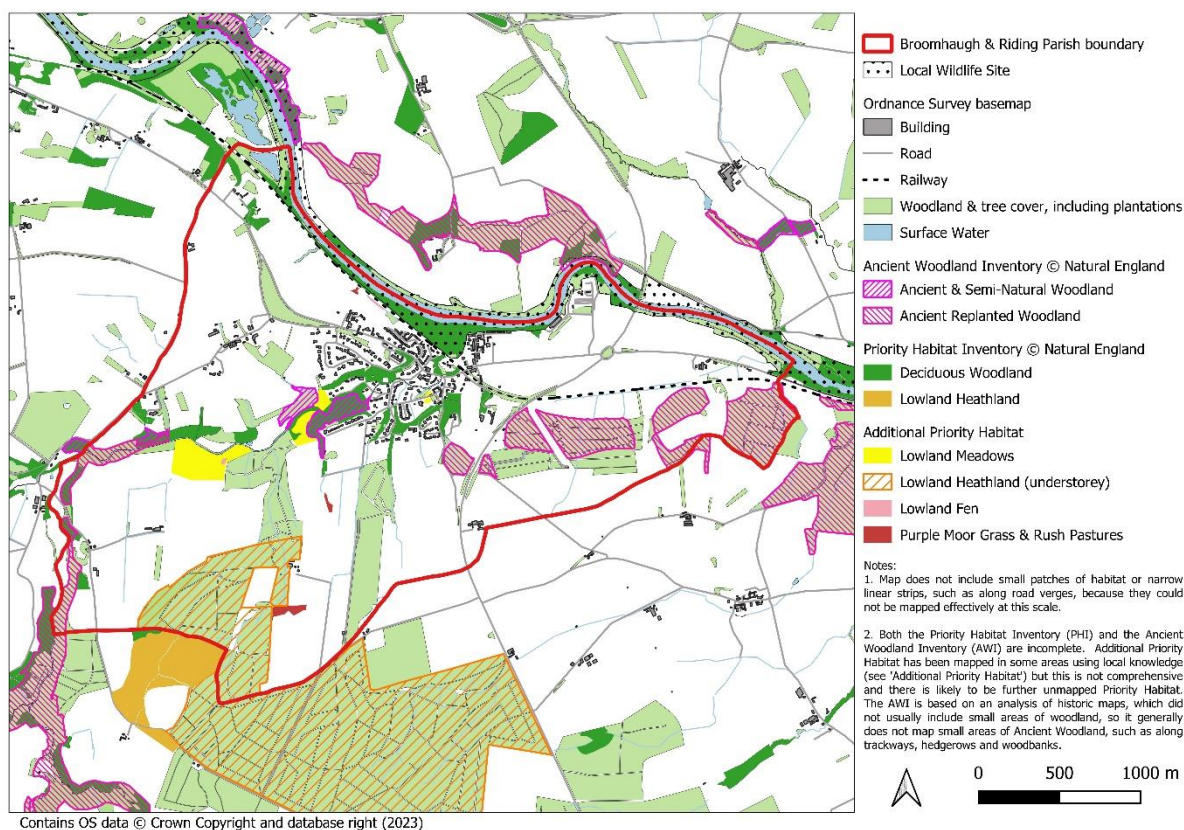 Broomhaugh & Riding Parish boundary
Local Wildlife Site
Ordnance Survey basemap
Building
Road
Railway
Woodland & tree cover, including plantations
Surface Water
Ancient Woodland Inventory © Natural England
Ancient & Semi-Natural Woodland
Ancient Replanted Woodland
Priority Habitat Inventory © Natural England
Deciduous Woodland
Lowland Heathland
Additional Priority Habitat
Lowland Meadows
Lowland Heathland (understorey)
Lowland Fen
Purple Moor Grass & Rush Pastures
Notes:
1. Map does not include small patches of habitat or narrow
linear strips, such as along road verges, because they could
not be mapped effectively at this scale.
2. Both the Priority Habitat Inventory (PHI) and the Ancient
Woodland Inventory (AWI) are incomplete. Additional Priority
Habitat has been mapped in some areas using local knowledge
(see 'Additional Priority Habitat') but this is not comprehensive
and there is likely to be further unmapped Priority Habitat.
The AWI is based on an analysis of historic maps, which did
not usually include small areas of woodland, so it generally
does not map small areas of Ancient Woodland, such as along
trackways, hedgerows and woodbanks.
0 500 1000 m
Contains OS data © Crown Copyright and database right (2023)